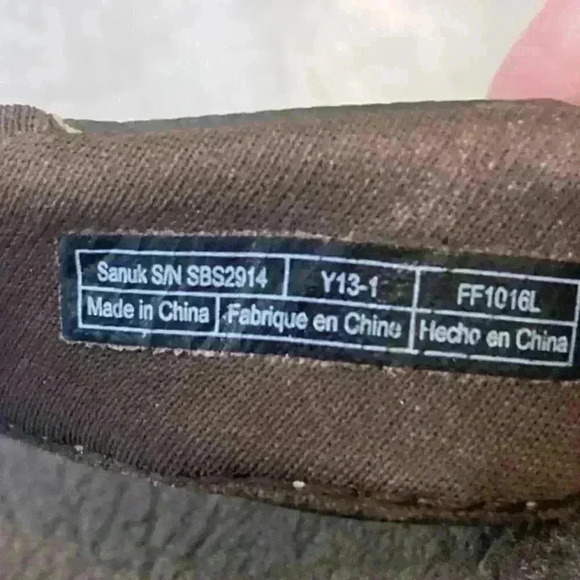 Sanuk S/N SBS2914 Y13-1 FF1016L
Made in China Fabrique en Chine Hecho en China